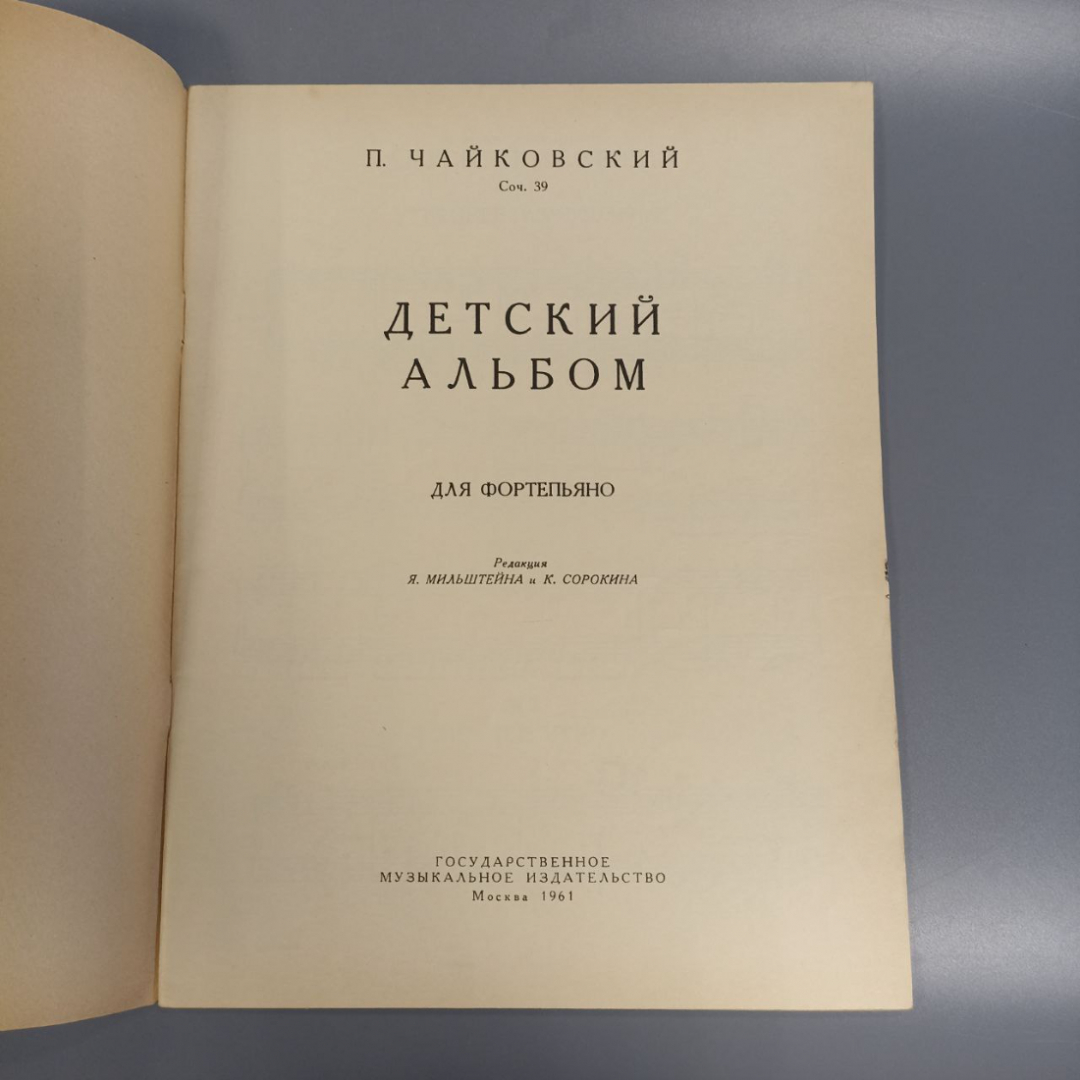 П. ЧАЙКОВСКИЙ
Соч. 39
ДЕТСКИЙ
АЛЬБОМ
ДЛЯ ФОРТЕПЬЯНО
Редакция
Я. МИЛЬШТЕЙНА и К. СОРОКИНА
ГОСУДАРСТВЕННОЕ
МУЗЫКАЛЬНОЕ ИЗДАТЕЛЬСТВО
Москва 1961